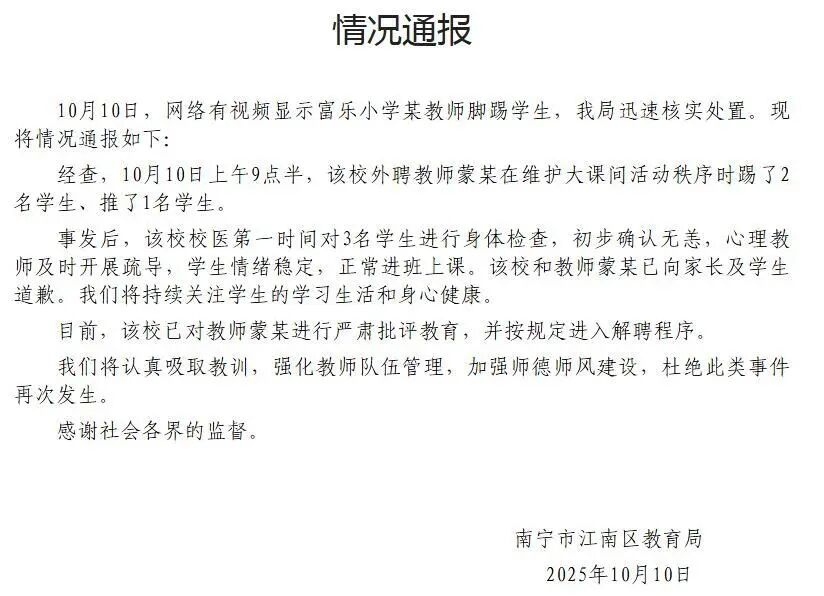 情况通报
10月10日，网络有视频显示富乐小学某教师脚踢学生，我局迅速核实处置。现
将情况通报如下：
经查，10月10日上午9点半，该校外聘教师蒙某在维护大课间活动秩序时踢了2
名学生、推了1名学生。
事发后，该校校医第一时间对3名学生进行身体检查，初步确认无恙，心理教
师及时开展疏导，学生情绪稳定，正常进班上课。该校和教师蒙某已向家长及学生
道歉。我们将持续关注学生的学习生活和身心健康。
目前，该校已对教师蒙某进行严肃批评教育，并按规定进入解聘程序。
我们将认真吸取教训，强化教师队伍管理，加强师德师风建设，杜绝此类事件
再次发生。
感谢社会各界的监督。
南宁市江南区教育局
2025年10月10日